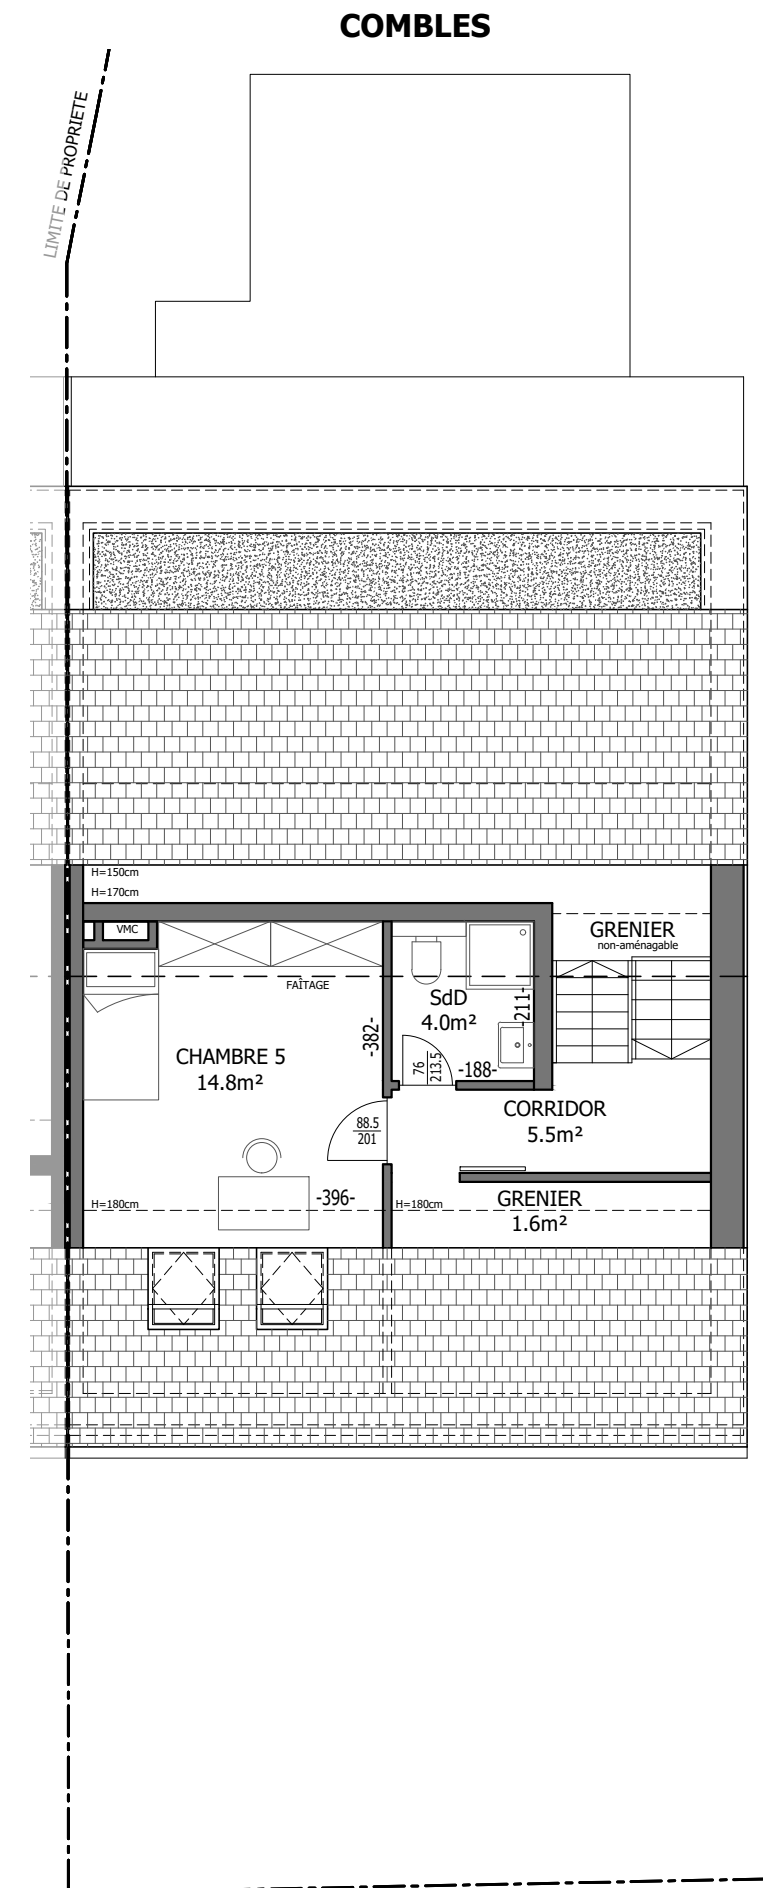 COMBLES
LIMITE DE PROPRIETE
H=150cm
H=170cm
VMC
GRENIER
non-aménagable
FAÎTAGE
SdD
4.0m²
-211-
-382-
CHAMBRE 5
14.8m²
76
213.5
-188-
CORRIDOR
5.5m²
88.5
201
-396-
H=180cm
H=180cm
GRENIER
1.6m²